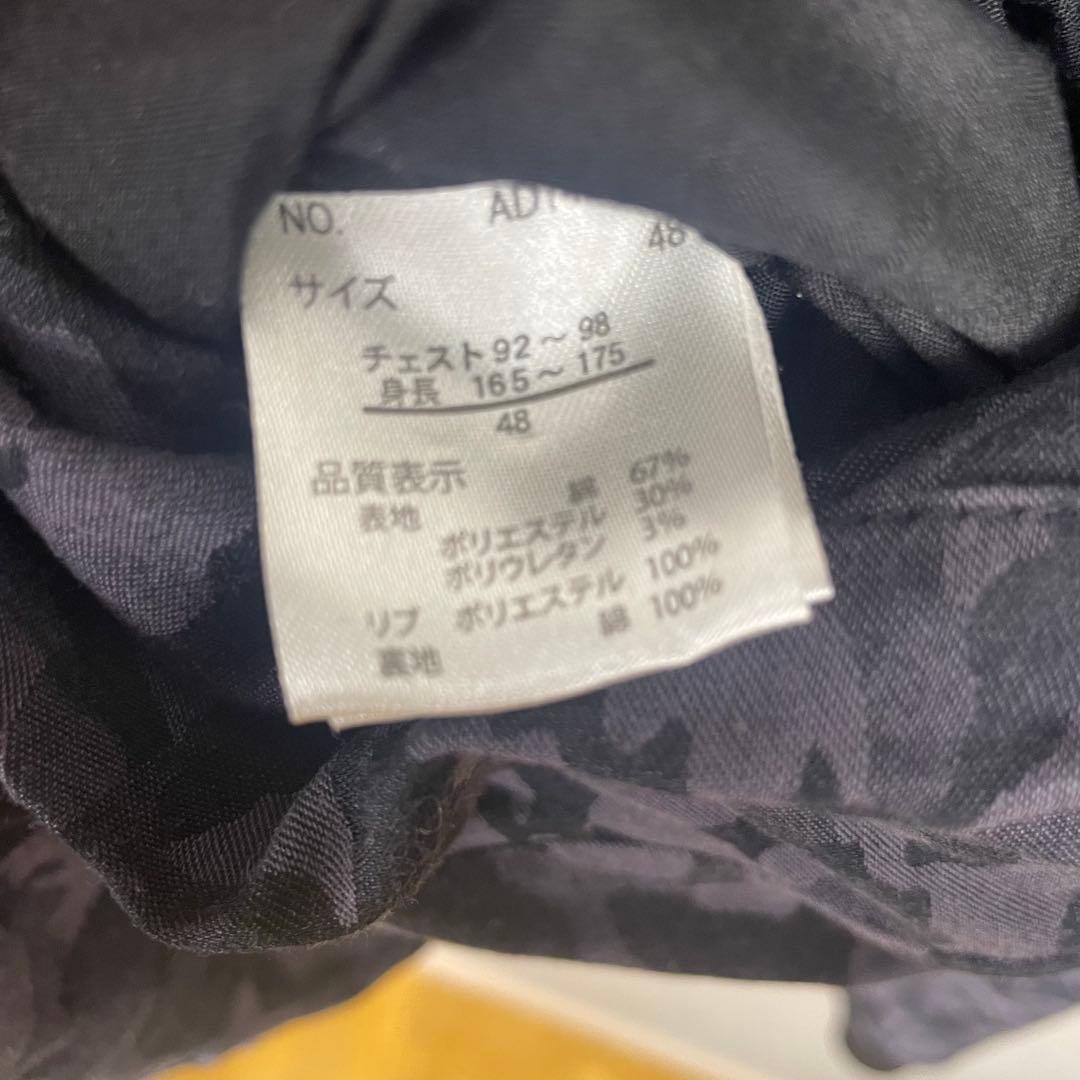 NO. AD
48
サイズ
チェスト 92～98
身長 165～175
48
品質表示
表地 綿 67%
ポリエステル 30%
ポリウレタン 3%
リブ ポリエステル 100%
裏地 綿 100%